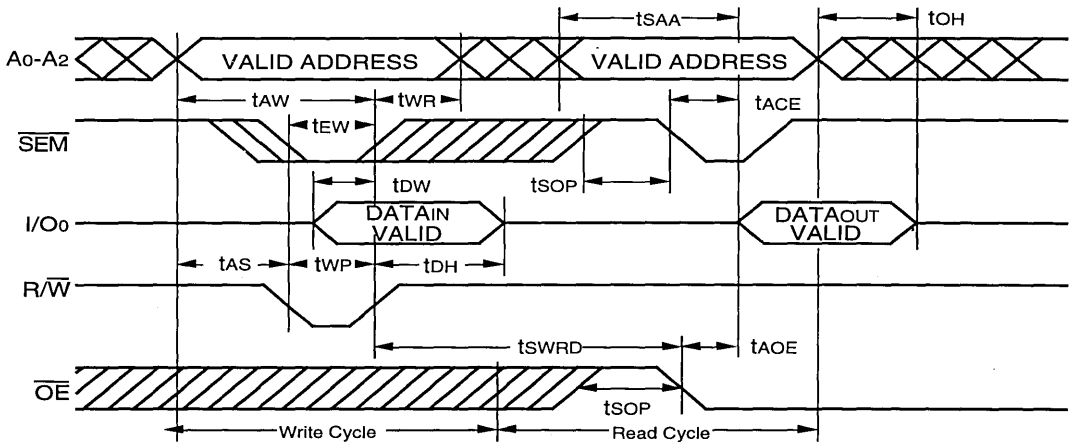 tSAA
tOH
A0-A2
VALID ADDRESS
VALID ADDRESS
tAW
tWR
tACE
tEW
SEM
tDW
tSOP
I/O0
DATAIN
VALID
DATAOUT
VALID
tAS
tWP
tDH
R/W
tSWRD
tAOE
OE
tSOP
Write Cycle
Read Cycle